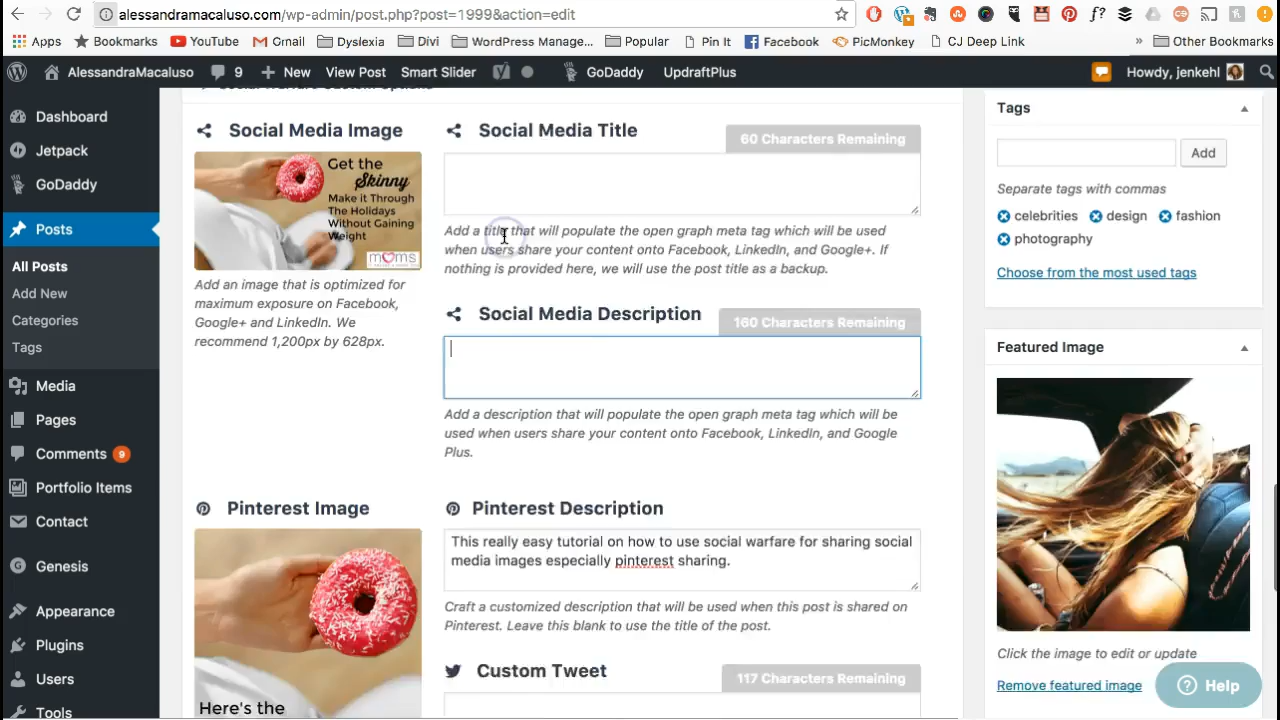 alessandramacaluso.com/wp-admin/post.php?post=1999&action=edit
Apps Bookmarks YouTube Gmail Dyslexia Divi WordPress Manage... Popular Pin It Facebook PicMonkey CJ Deep Link » Other Bookmarks
AlessandraMacaluso 9 New View Post Smart Slider GoDaddy UpdraftPlus Howdy, jenkehl
Dashboard
Jetpack
GoDaddy
Posts
All Posts
Add New
Categories
Tags
Media
Pages
Comments 9
Portfolio Items
Contact
Genesis
Appearance
Plugins
Users
Tools
Social Warfare Custom Options
Social Media Image
Get the
Skinny
Make it Through
The Holidays
Without Gaining
Weight
moms
Add an image that is optimized for
maximum exposure on Facebook,
Google+ and LinkedIn. We
recommend 1,200px by 628px.
Social Media Title
60 Characters Remaining
Add a title that will populate the open graph meta tag which will be
used when users share your content onto Facebook, LinkedIn, and Google+. If
nothing is provided here, we will use the post title as a backup.
Social Media Description
160 Characters Remaining
Add a description that will populate the open graph meta tag which will be
used when users share your content onto Facebook, LinkedIn, and Google
Plus.
Pinterest Image
Here's the
Pinterest Description
This really easy tutorial on how to use social warfare for sharing social
media images especially pinterest sharing.
Craft a customized description that will be used when this post is shared on
Pinterest. Leave this blank to use the title of the post.
Custom Tweet
117 Characters Remaining
Tags
Add
Separate tags with commas
celebrities design fashion
photography
Choose from the most used tags
Featured Image
Click the image to edit or update
Remove featured image
Help